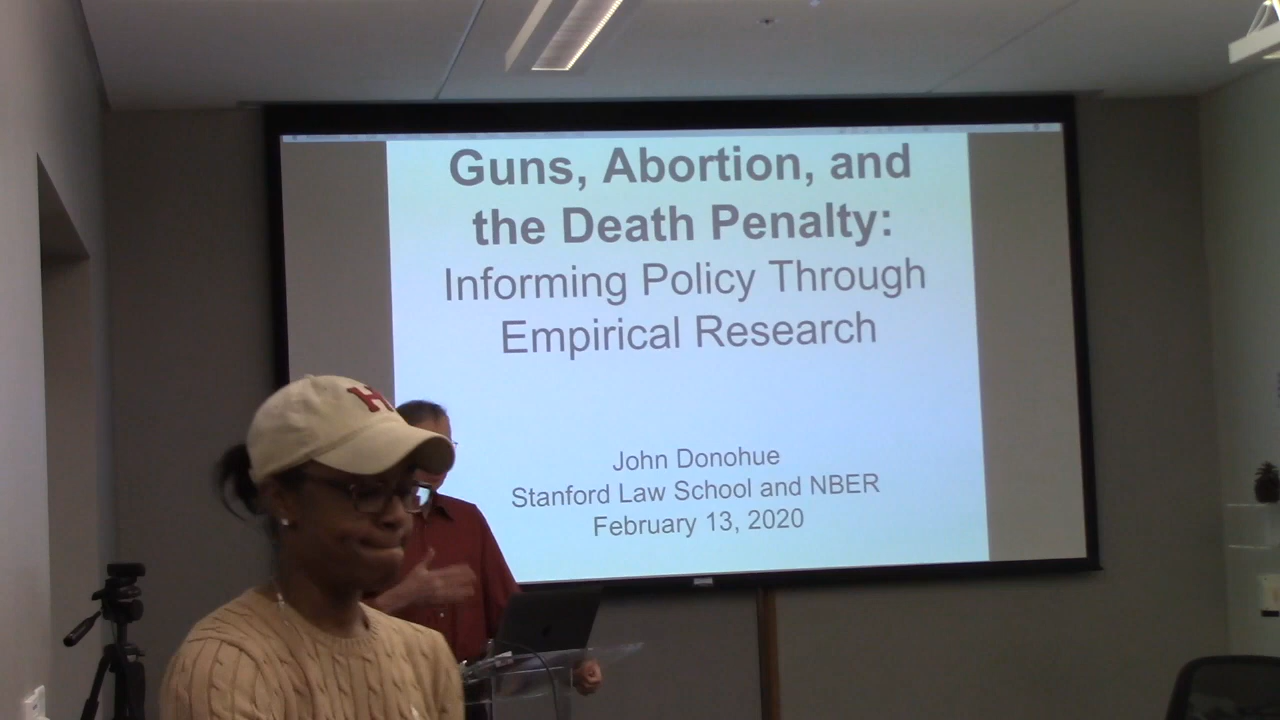 Guns, Abortion, and
the Death Penalty:
Informing Policy Through
Empirical Research
John Donohue
Stanford Law School and NBER
February 13, 2020
H